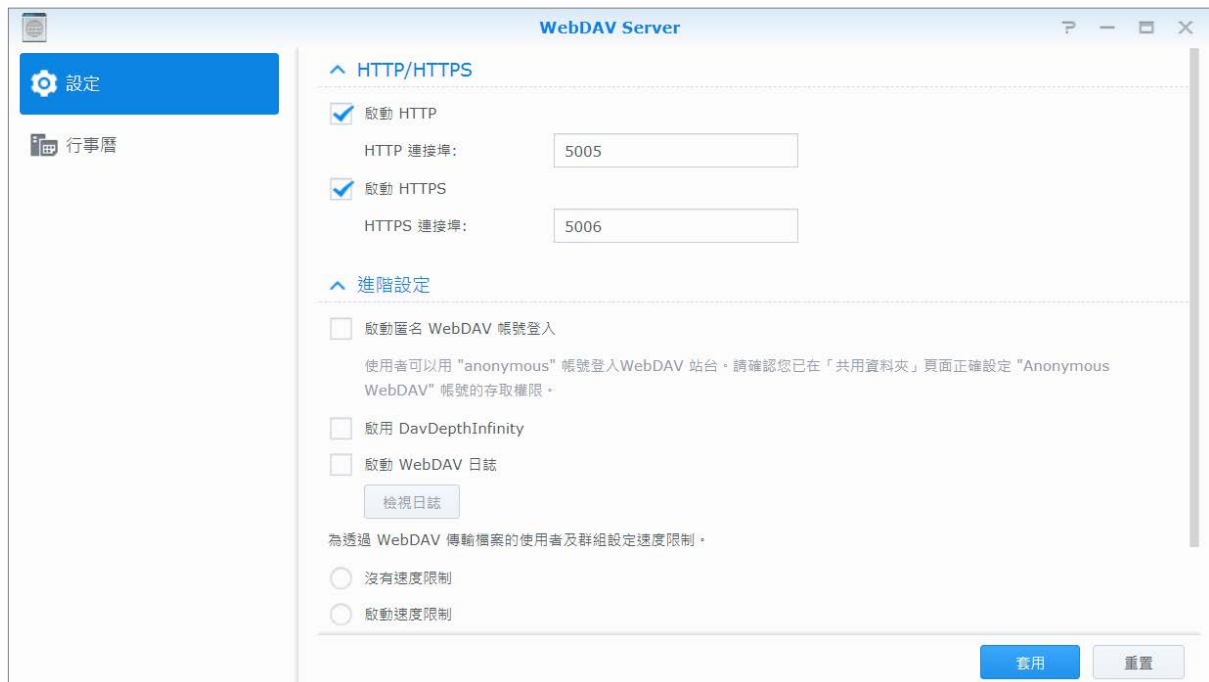 WebDAV Server
設定
行事曆
HTTP/HTTPS
啟動 HTTP
HTTP 連接埠: 5005
啟動 HTTPS
HTTPS 連接埠: 5006
進階設定
啟動匿名 WebDAV 帳號登入
使用者可以用 "anonymous" 帳號登入WebDAV 站台。請確認您已在「共用資料夾」頁面正確設定 "Anonymous
WebDAV" 帳號的存取權限。
啟用 DavDepthInfinity
啟動 WebDAV 日誌
檢視日誌
為透過 WebDAV 傳輸檔案的使用者及群組設定速度限制。
沒有速度限制
啟動速度限制
套用 重置